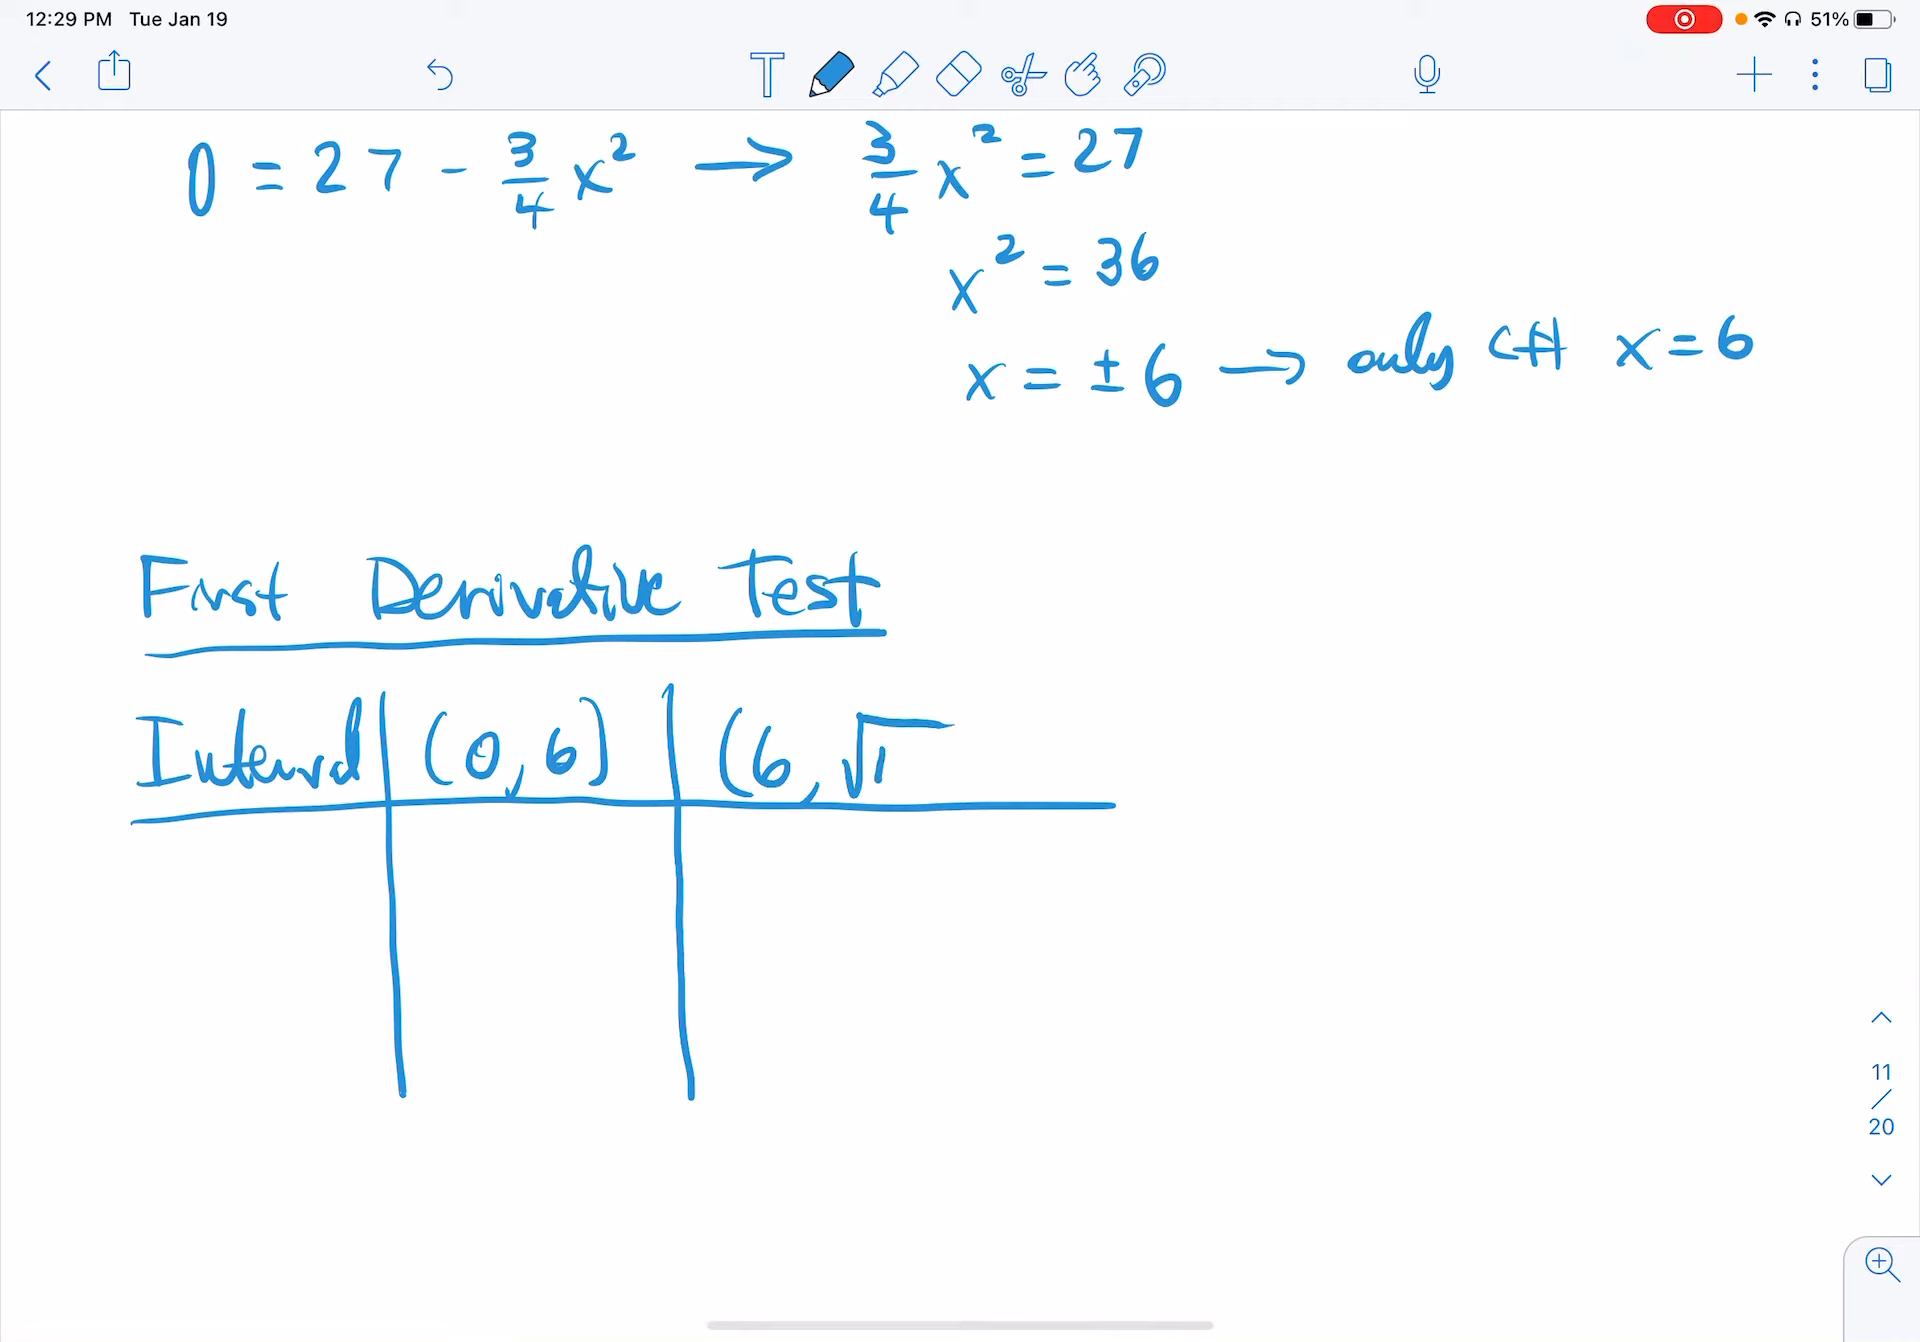 12:29 PM Tue Jan 19 51%
0 = 27 - 3/4 x² → 3/4 x² = 27
x² = 36
x = ± 6 → only C# x = 6
First Derivative Test
Interval (0, 6) (6, √1
11
/
20